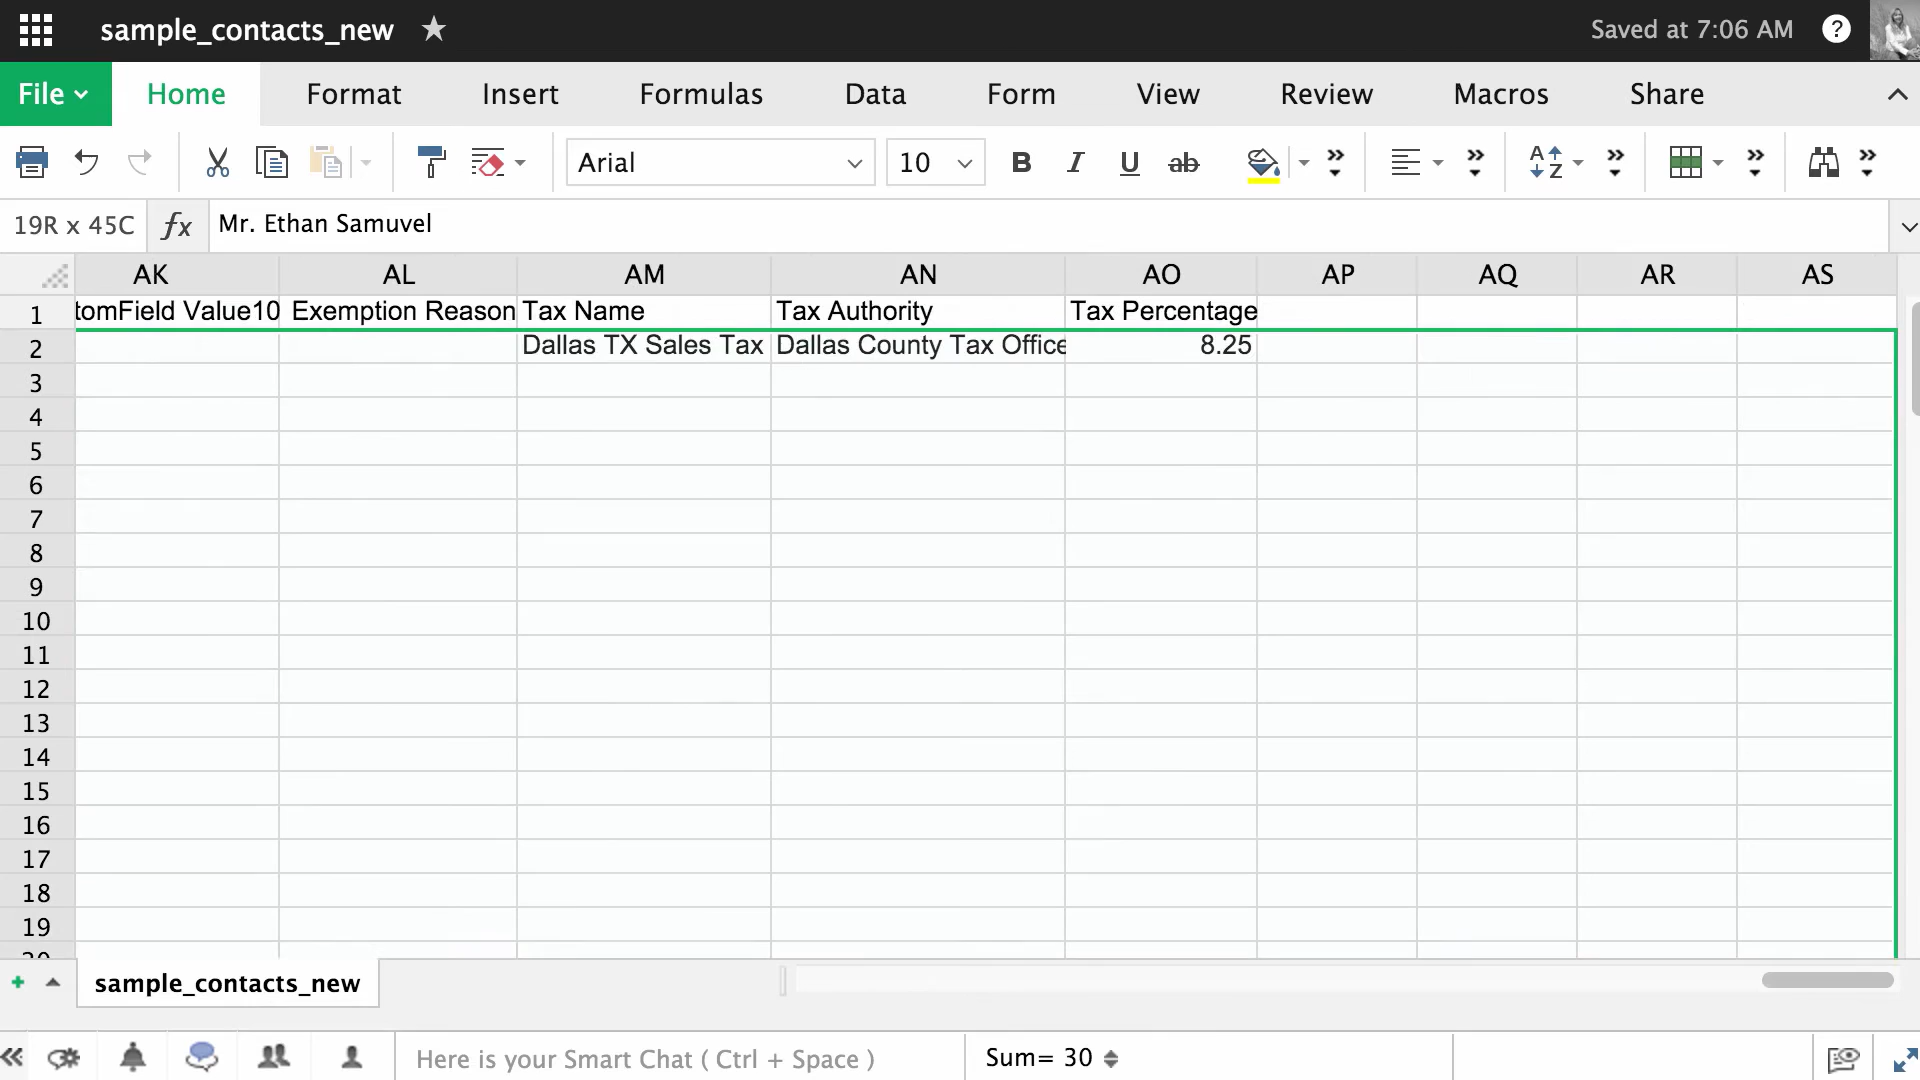 sample_contacts_new
Saved at 7:06 AM
?
File
Home
Format
Insert
Formulas
Data
Form
View
Review
Macros
Share
Arial
10
B
I
U
ab
A
Z
19R x 45C
fx
Mr. Ethan Samuvel
AK AL AM AN AO AP AQ AR AS
1 tomField Value10 Exemption Reason Tax Name Tax Authority Tax Percentage
2 Dallas TX Sales Tax Dallas County Tax Office 8.25
3
4
5
6
7
8
9
10
11
12
13
14
15
16
17
18
19
20
+
sample_contacts_new
Here is your Smart Chat ( Ctrl + Space )
Sum= 30